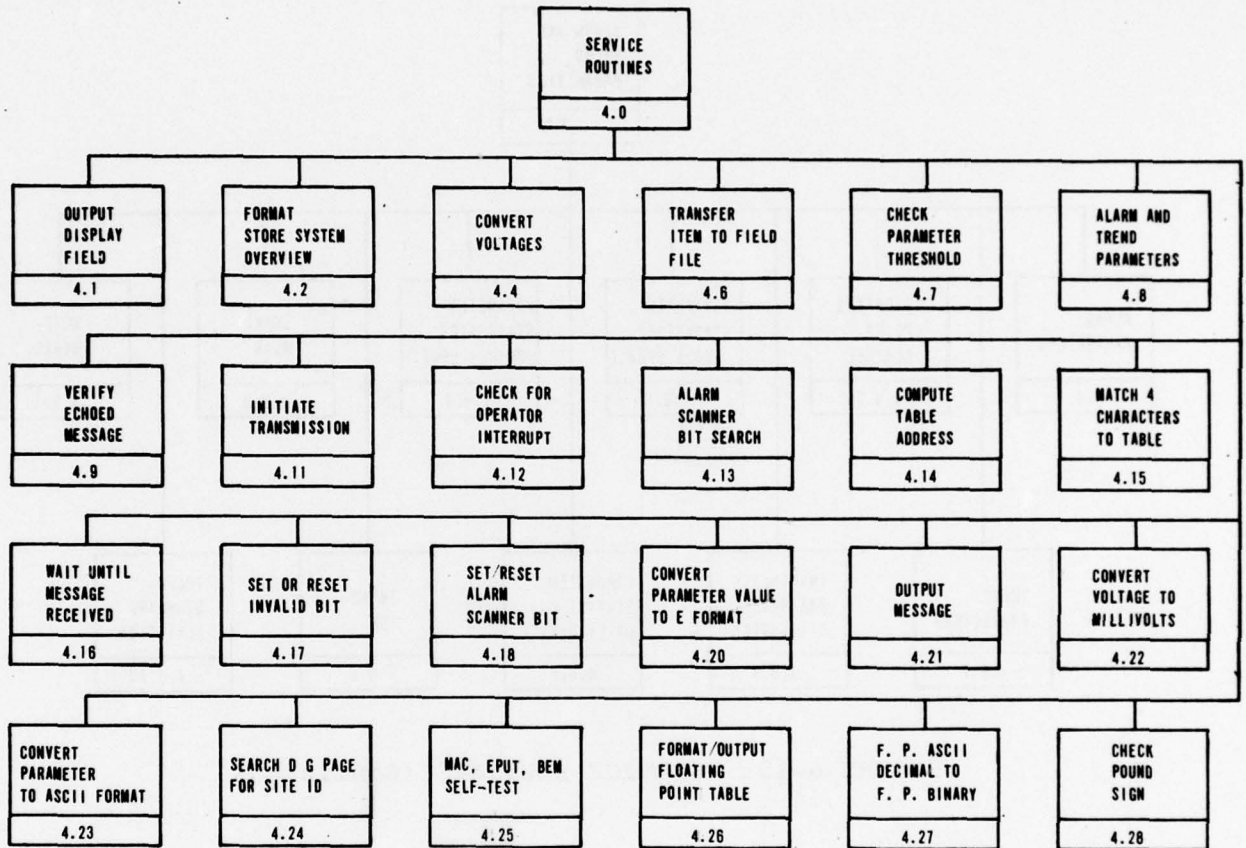 SERVICE
ROUTINES
4.0
OUTPUT
DISPLAY
FIELD
4.1
FORMAT
STORE SYSTEM
OVERVIEW
4.2
CONVERT
VOLTAGES
4.4
TRANSFER
ITEM TO FIELD
FILE
4.6
CHECK
PARAMETER
THRESHOLD
4.7
ALARM AND
TREND
PARAMETERS
4.8
VERIFY
ECHOED
MESSAGE
4.9
INITIATE
TRANSMISSION
4.11
CHECK FOR
OPERATOR
INTERRUPT
4.12
ALARM
SCANNER
BIT SEARCH
4.13
COMPUTE
TABLE
ADDRESS
4.14
MATCH 4
CHARACTERS
TO TABLE
4.15
WAIT UNTIL
MESSAGE
RECEIVED
4.16
SET OR RESET
INVALID BIT
4.17
SET/RESET
ALARM
SCANNER BIT
4.18
CONVERT
PARAMETER VALUE
TO E FORMAT
4.20
OUTPUT
MESSAGE
4.21
CONVERT
VOLTAGE TO
MILLIVOLTS
4.22
CONVERT
PARAMETER
TO ASCII FORMAT
4.23
SEARCH D G PAGE
FOR SITE ID
4.24
MAC, EPUT, BEM
SELF-TEST
4.25
FORMAT/OUTPUT
FLOATING
POINT TABLE
4.26
F. P. ASCII
DECIMAL TO
F. P. BINARY
4.27
CHECK
POUND
SIGN
4.28